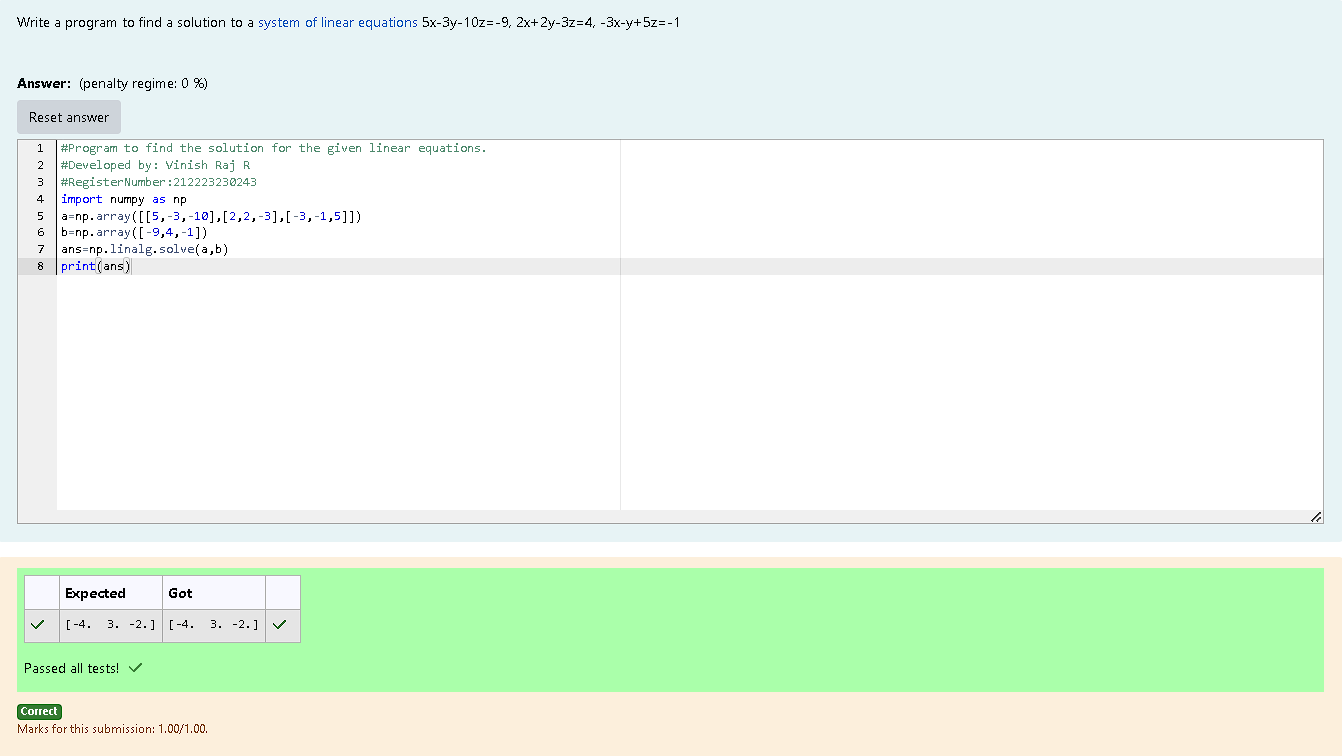 Write a program to find a solution to a system of linear equations 5x-3y-10z=-9, 2x+2y-3z=4, -3x-y+5z=-1
Answer: (penalty regime: 0 %)
Reset answer
1 #Program to find the solution for the given linear equations.
2 #Developed by: Vinish Raj R
3 #RegisterNumber:212223230243
4 import numpy as np
5 a=np.array([[5,-3,-10],[2,2,-3],[-3,-1,5]])
6 b=np.array([-9,4,-1])
7 ans=np.linalg.solve(a,b)
8 print(ans)
Expected Got
[-4.  3. -2.] [-4.  3. -2.]
Passed all tests!
Correct
Marks for this submission: 1.00/1.00.